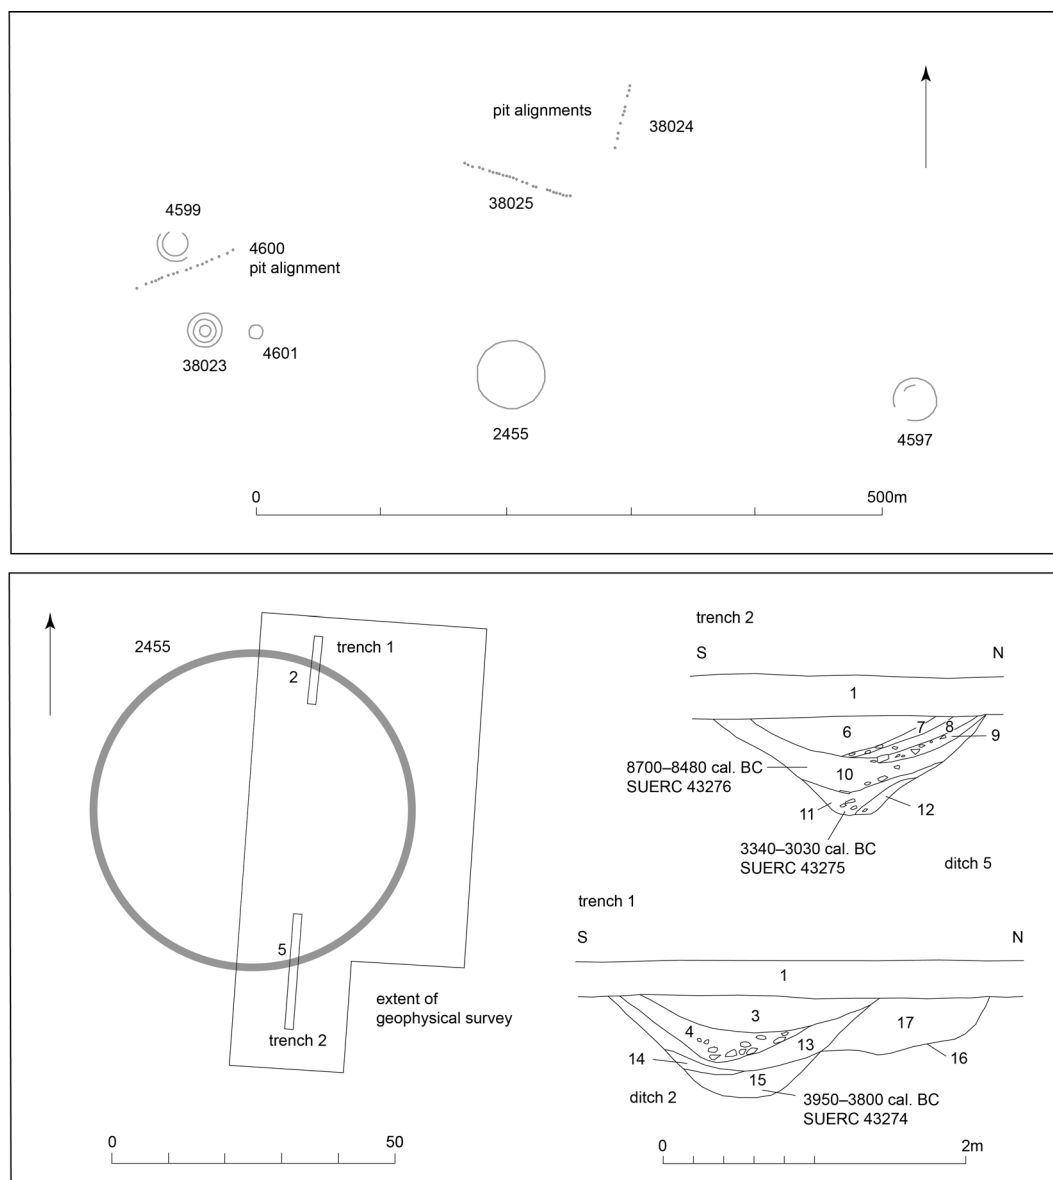 pit alignments
38024
38025
4599
4600
pit alignment
38023
4601
2455
4597
0
500m
2455
trench 1
2
5
trench 2
extent of
geophysical survey
0
50
trench 2
S
N
1
6
7
8
9
10
8700–8480 cal. BC
SUERC 43276
11
12
3340–3030 cal. BC
SUERC 43275
ditch 5
trench 1
S
N
1
3
4
17
13
14
16
15
ditch 2
3950–3800 cal. BC
SUERC 43274
0
2m